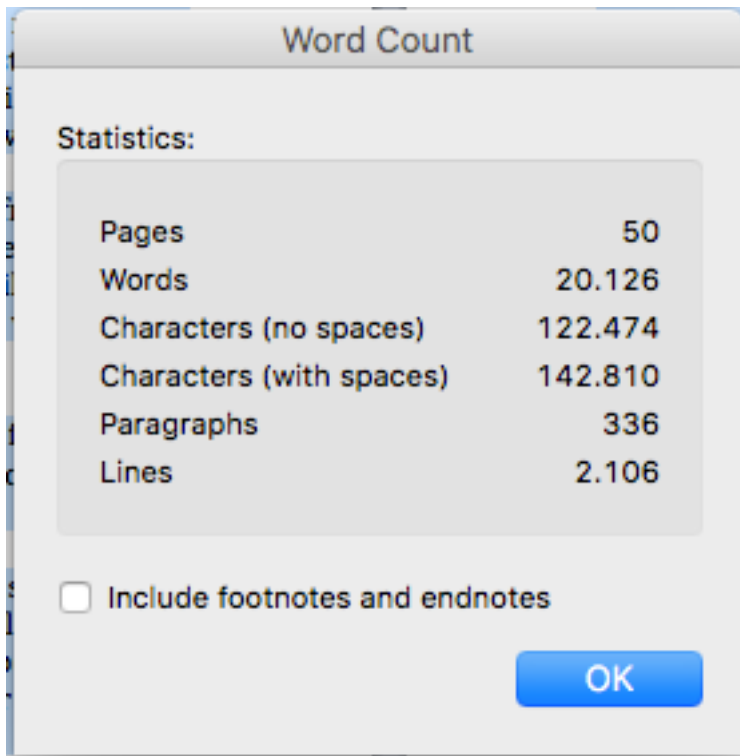 Word Count
Statistics:
Pages 50
Words 20.126
Characters (no spaces) 122.474
Characters (with spaces) 142.810
Paragraphs 336
Lines 2.106
Include footnotes and endnotes
OK